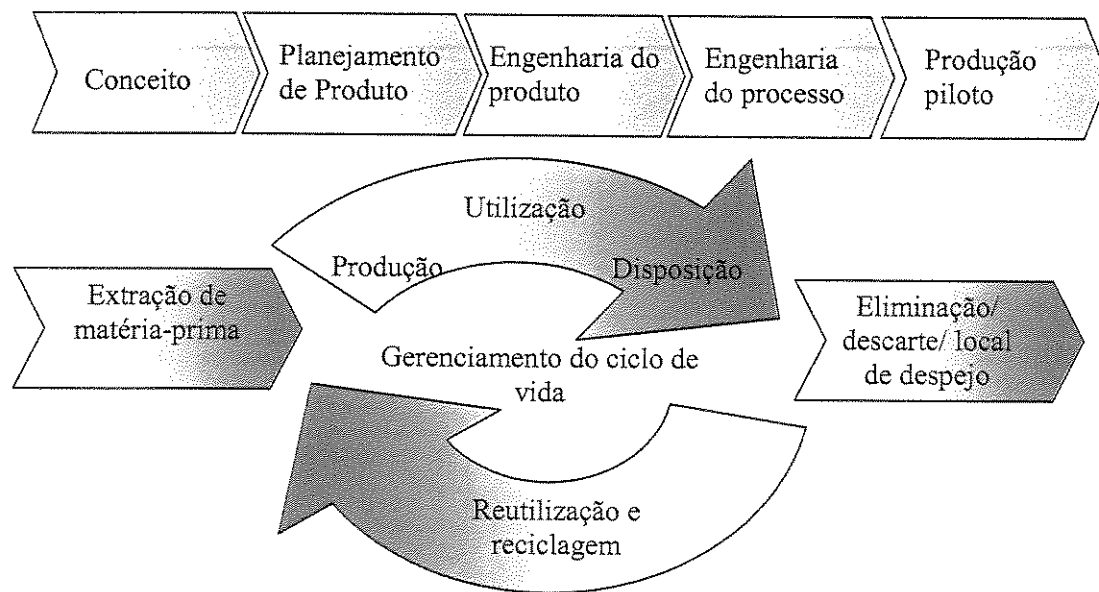 Conceito
Planejamento
de Produto
Engenharia do
produto
Engenharia
do processo
Produção
piloto
Utilização
Produção
Disposição
Extração de
matéria-prima
Gerenciamento do ciclo de
vida
Eliminação/
descarte/ local
de despejo
Reutilização e
reciclagem